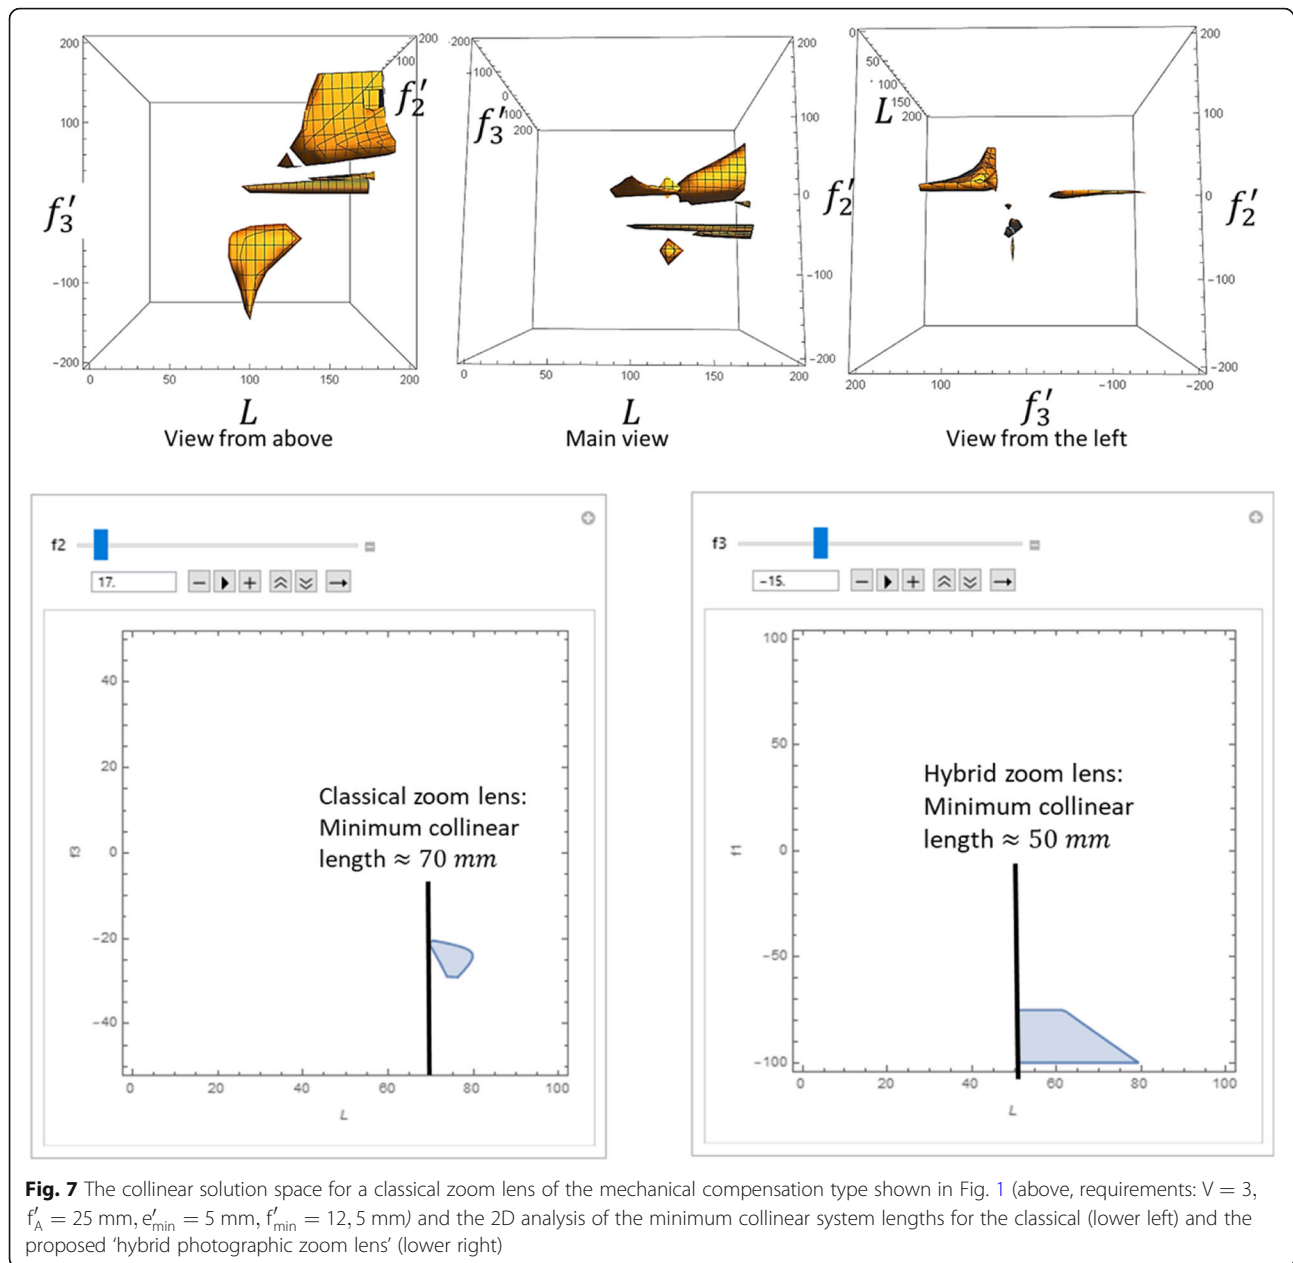 200
100
f₃′
−100
−200
0
50
100
150
200
200
100
f₂′
L
View from above
-200
-100
0
100
200
f₃′
200
100
0
−100
−200
f₂′
0
50
100
150
200
L
Main view
0
50
100
150
200
L
200
100
0
−100
−200
f₂′
200
100
-100
-200
f₃′
View from the left
f2
17.
40
20
0
−20
−40
f3
0
20
40
60
80
100
L
Classical zoom lens:
Minimum collinear
length ≈ 70 mm
f3
−15.
100
50
0
−50
−100
f1
0
20
40
60
80
100
L
Hybrid zoom lens:
Minimum collinear
length ≈ 50 mm
Fig. 7 The collinear solution space for a classical zoom lens of the mechanical compensation type shown in Fig. 1 (above, requirements: V = 3,
f′A = 25 mm, e′min = 5 mm, f′min = 12,5 mm) and the 2D analysis of the minimum collinear system lengths for the classical (lower left) and the
proposed ‘hybrid photographic zoom lens’ (lower right)